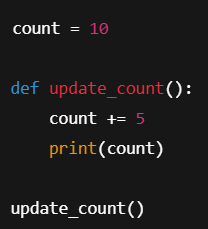 count = 10

def update_count():
    count += 5
    print(count)

update_count()